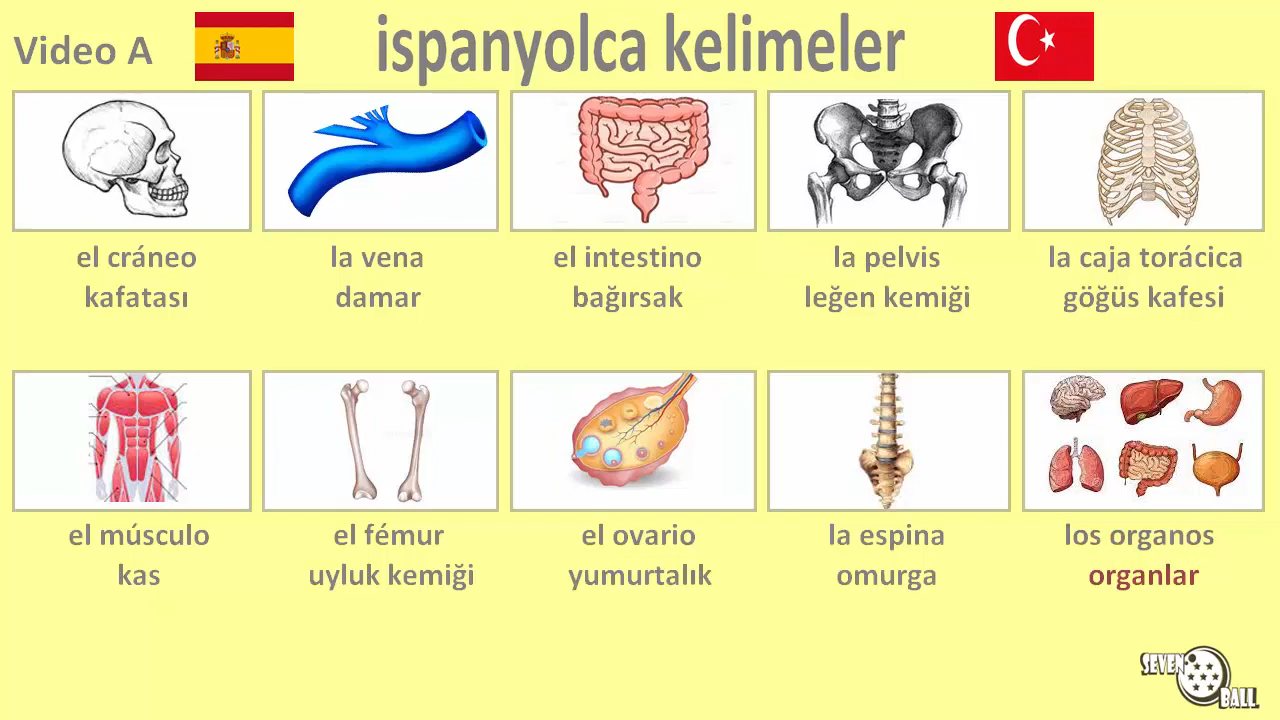 Video A
ispanyolca kelimeler
el cráneo
kafatası
la vena
damar
el intestino
bağırsak
la pelvis
leğen kemiği
la caja torácica
göğüs kafesi
el músculo
kas
el fémur
uyluk kemiği
el ovario
yumurtalık
la espina
omurga
los organos
organlar
SEVEN
BALL